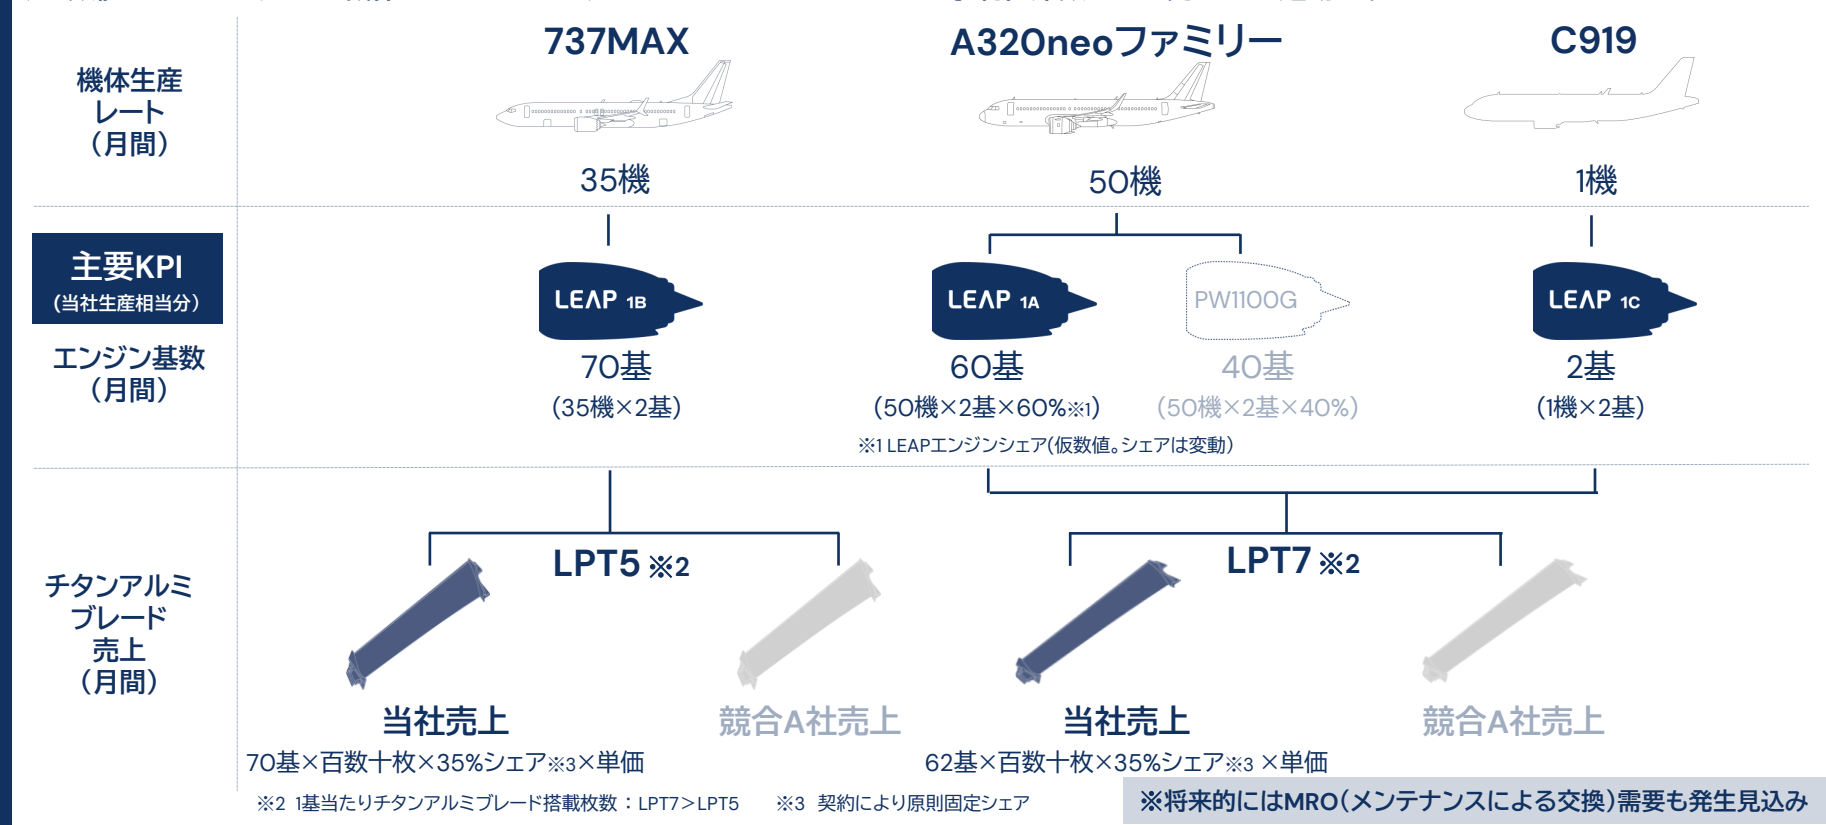 737MAX
A320neoファミリー
C919
機体生産
レート
（月間）
35機
50機
1機
主要KPI
（当社生産相当分）
LEAP 1B
LEAP 1A
PW1100G
LEAP 1C
エンジン基数
（月間）
70基
60基
40基
2基
（35機×2基）
（50機×2基×60%※1）
（50機×2基×40%）
（1機×2基）
※1 LEAPエンジンシェア（仮数値。シェアは変動）
チタンアルミ
ブレード
売上
（月間）
LPT5 ※2
LPT7 ※2
当社売上
競合A社売上
当社売上
競合A社売上
70基×百数十枚×35%シェア※3×単価
62基×百数十枚×35%シェア※3 ×単価
※2 1基当たりチタンアルミブレード搭載枚数：LPT7>LPT5
※3 契約により原則固定シェア
※将来的にはMRO（メンテナンスによる交換）需要も発生見込み